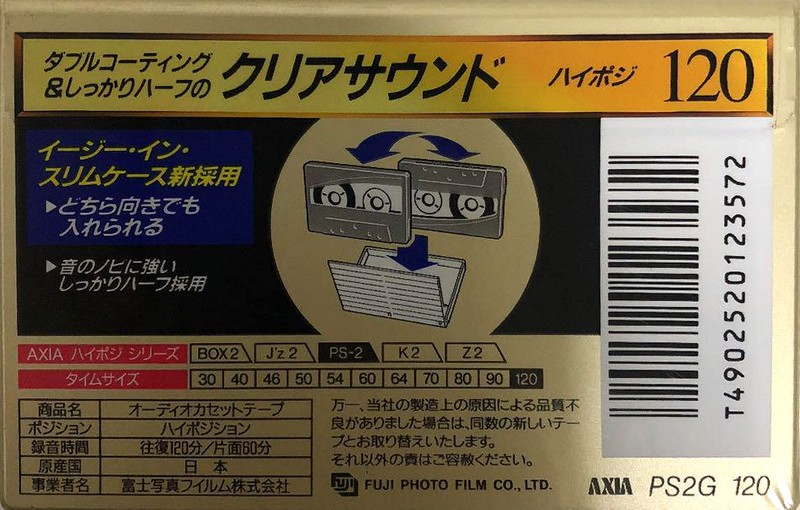 ダブルコーティング
&しっかりハーフの クリアサウンド ハイポジ 120
イージー・イン・
スリムケース新採用
▶どちら向きでも
入れられる
▶音のノビに強い
しっかりハーフ採用
T4902520123572
AXIA ハイポジ シリーズ BOX2 J'z 2 PS-2 K2 Z2
タイムサイズ 30 40 46 50 54 60 64 70 80 90 120
商品名 オーディオカセットテープ
ポジション ハイポジション
録音時間 往復120分/片面60分
原産国 日本
事業者名 富士写真フイルム株式会社
万一、当社の製造上の原因による品質不
良がありました場合は、同数の新しいテー
プとお取り替えいたします。
それ以外の責はご容赦ください。
FUJI FUJI PHOTO FILM CO., LTD.
AXIA PS2G 120